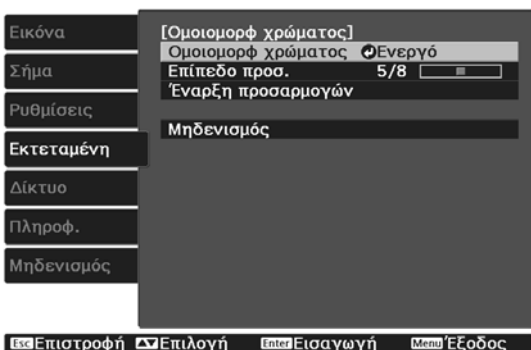 Εικόνα
Σήμα
Ρυθμίσεις
Εκτεταμένη
Δίκτυο
Πληροφ.
Μηδενισμός
[Ομοιομορφ χρώματος]
Ομοιομορφ χρώματος Ενεργό
Επίπεδο προσ. 5/8
Έναρξη προσαρμογών
Μηδενισμός
Esc Επιστροφή Επιλογή Enter Εισαγωγή Menu Έξοδος